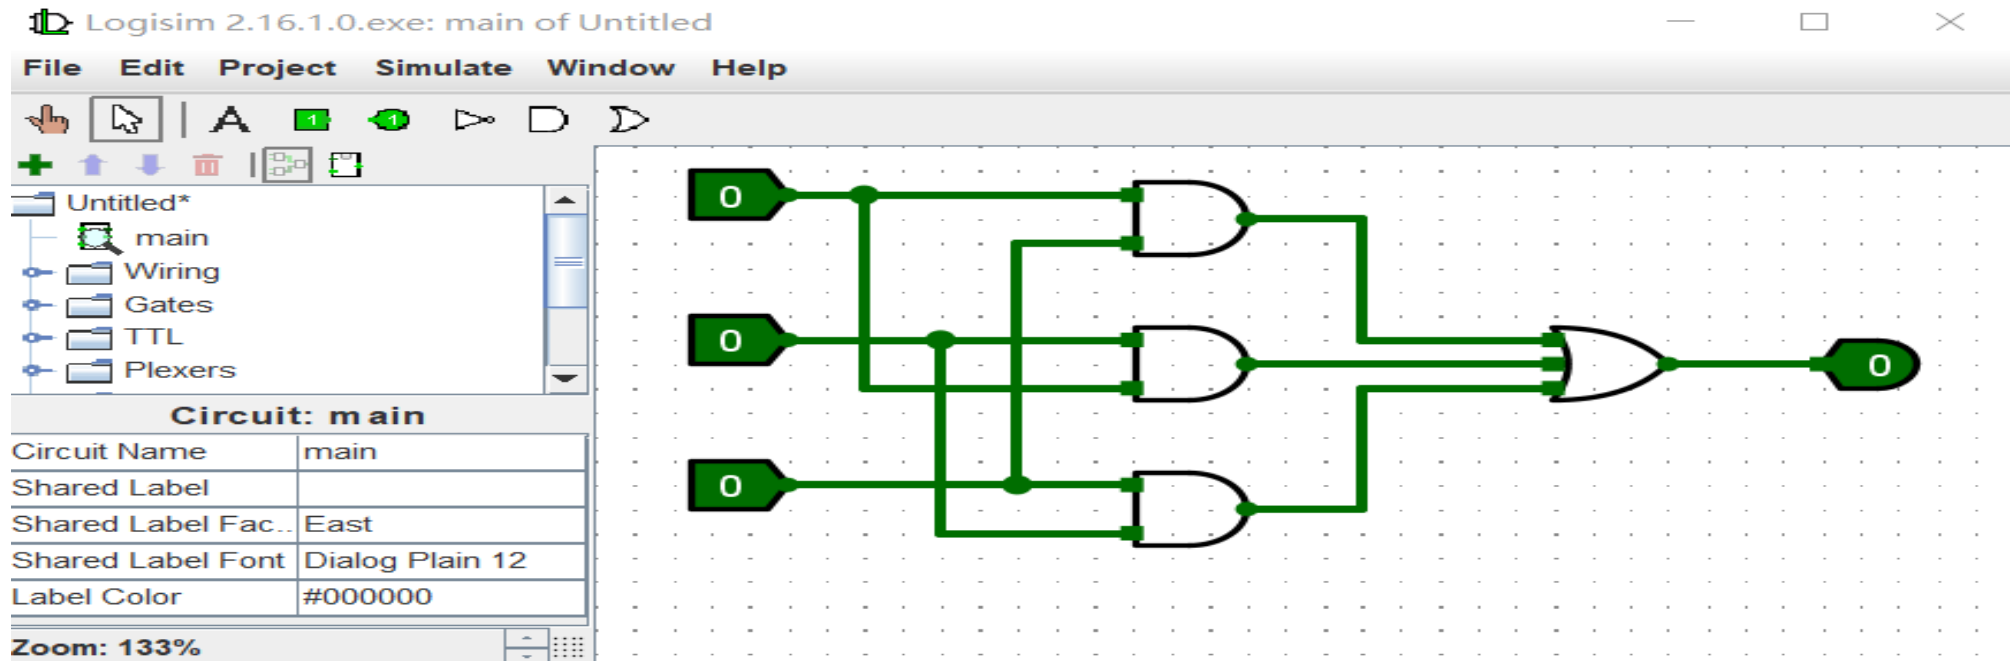 Logisim 2.16.1.0.exe: main of Untitled
File Edit Project Simulate Window Help
A 1 1
Untitled*
main
Wiring
Gates
TTL
Plexers
Circuit: main
Circuit Name main
Shared Label
Shared Label Fac.. East
Shared Label Font Dialog Plain 12
Label Color #000000
Zoom: 133%
0
0
0
0